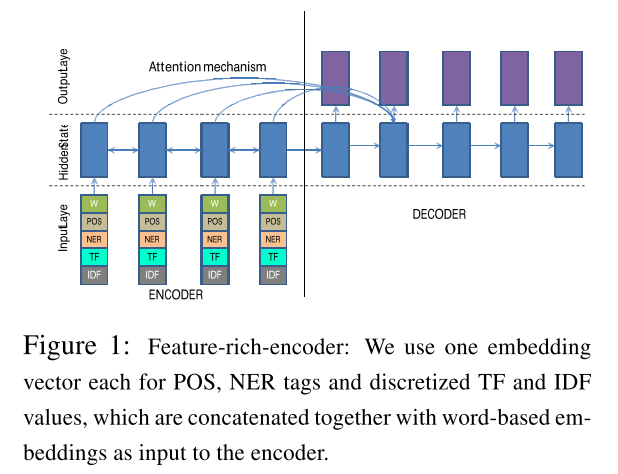 Attention mechanism
OutputLaye
HiddenState
InputLaye
W W W W
POS POS POS POS
NER NER NER NER
TF TF TF TF
IDF IDF IDF IDF
ENCODER
DECODER
Figure 1: Feature-rich-encoder: We use one embedding
vector each for POS, NER tags and discretized TF and IDF
values, which are concatenated together with word-based em-
beddings as input to the encoder.